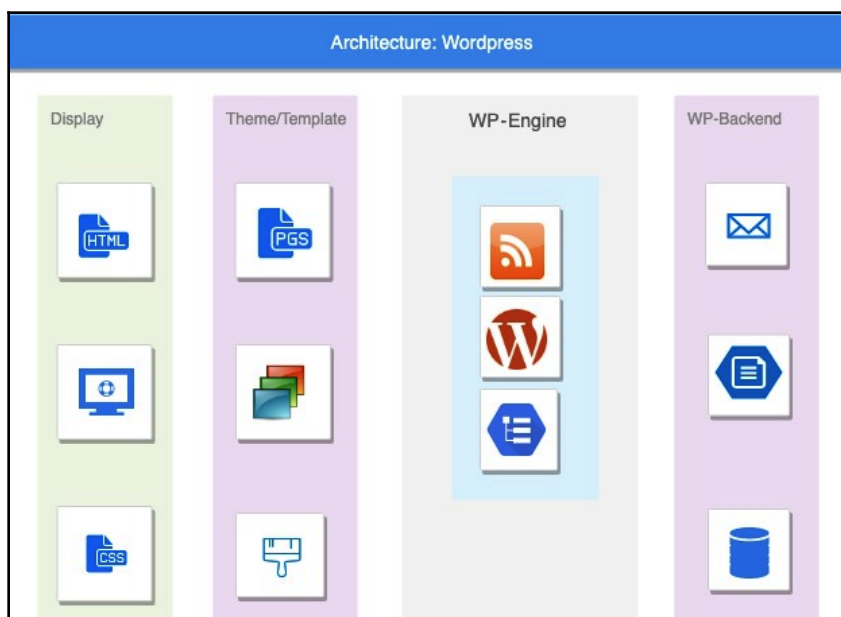 Architecture: Wordpress
Display
Theme/Template
WP-Engine
WP-Backend
HTML
PGS
CSS